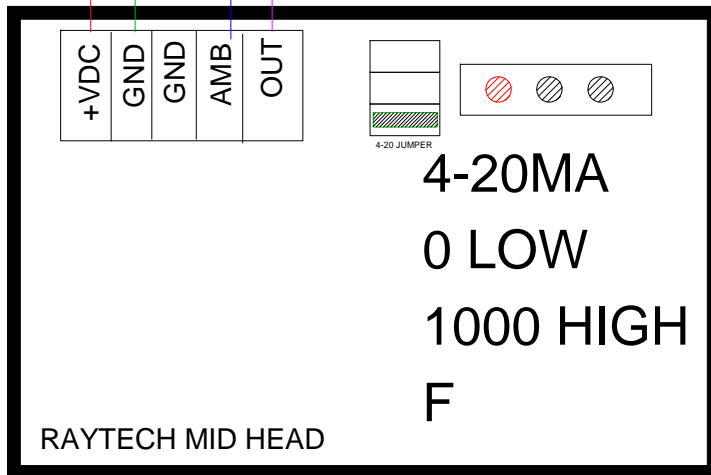 +VDC
GND
GND
AMB
OUT
4-20 JUMPER
4-20MA
0 LOW
1000 HIGH
F
RAYTECH MID HEAD